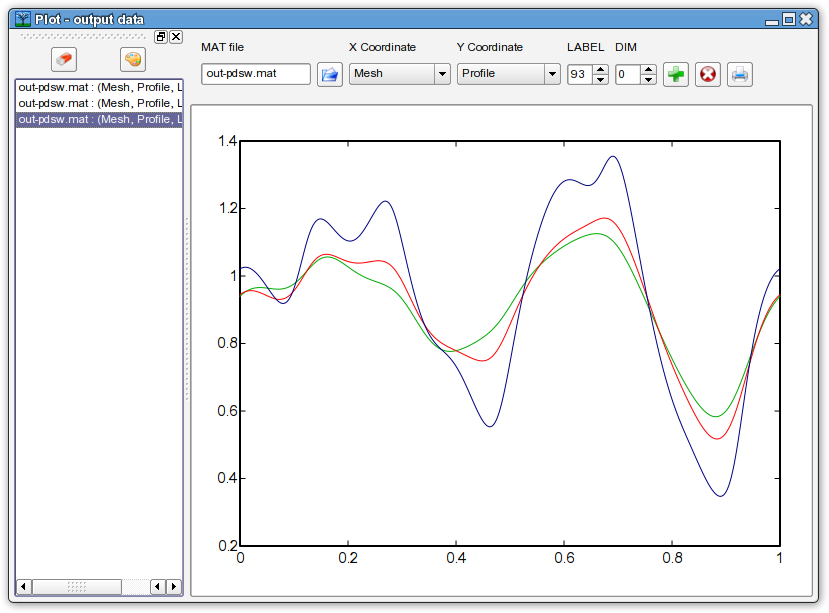 Plot - output data
MAT file X Coordinate Y Coordinate LABEL DIM
out-pdsw.mat Mesh Profile 93 0
out-pdsw.mat : (Mesh, Profile, L
out-pdsw.mat : (Mesh, Profile, L
out-pdsw.mat : (Mesh, Profile, L
1.4
1.2
1
0.8
0.6
0.4
0.2
0 0.2 0.4 0.6 0.8 1